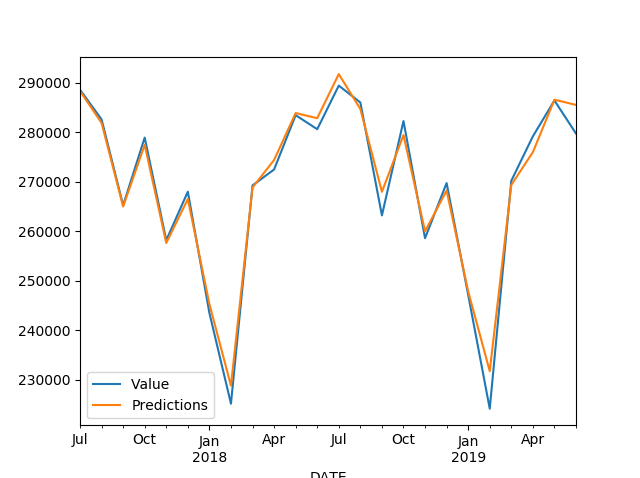 290000
280000
270000
260000
250000
240000
230000
Value
Predictions
Jul Oct Jan Apr Jul Oct Jan Apr
2018 2019
DATE